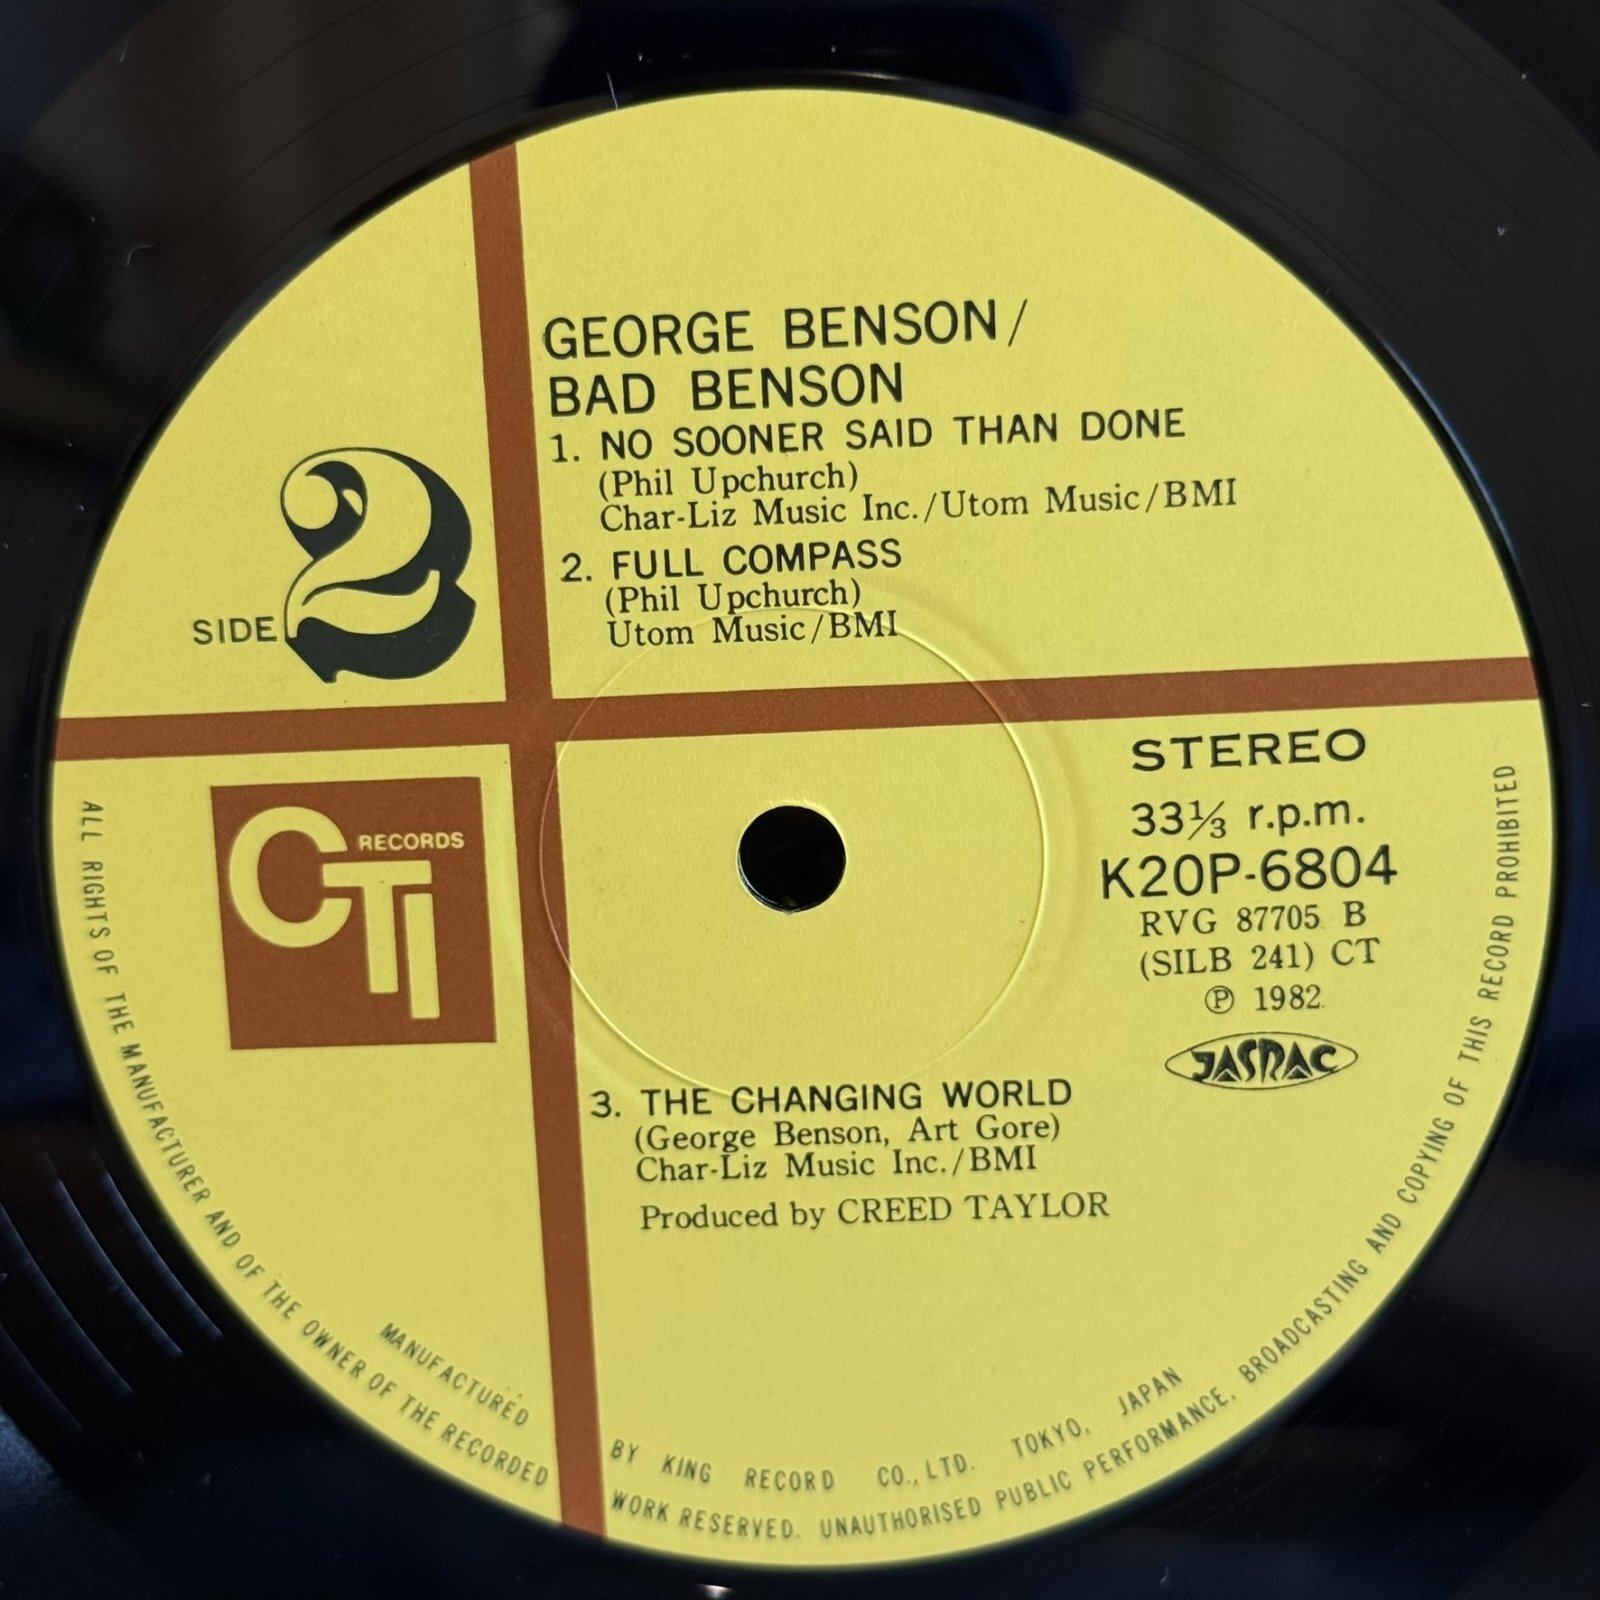 GEORGE BENSON/
BAD BENSON
1. NO SOONER SAID THAN DONE
(Phil Upchurch)
Char-Liz Music Inc./Utom Music/BMI
2. FULL COMPASS
(Phil Upchurch)
Utom Music/BMI
SIDE 2
CTI RECORDS
STEREO
33⅓ r.p.m.
K20P-6804
RVG 87705 B
(SILB 241) CT
℗ 1982
JASRAC
3. THE CHANGING WORLD
(George Benson, Art Gore)
Char-Liz Music Inc./BMI
Produced by CREED TAYLOR
MANUFACTURED BY KING RECORD CO., LTD. TOKYO, JAPAN
ALL RIGHTS OF THE MANUFACTURER AND OF THE OWNER OF THE RECORDED WORK RESERVED. UNAUTHORISED PUBLIC PERFORMANCE, BROADCASTING AND COPYING OF THIS RECORD PROHIBITED